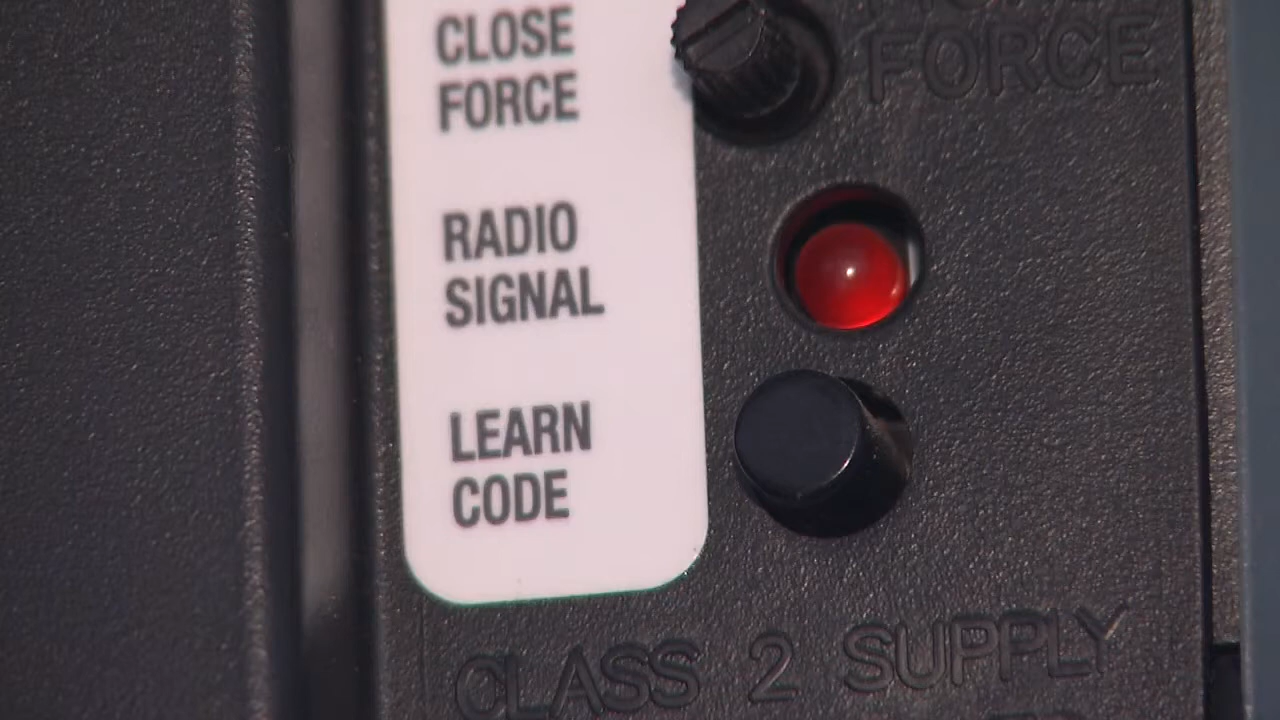 CLOSE
FORCE
FORCE
RADIO
SIGNAL
LEARN
CODE
CLASS 2 SUPPLY